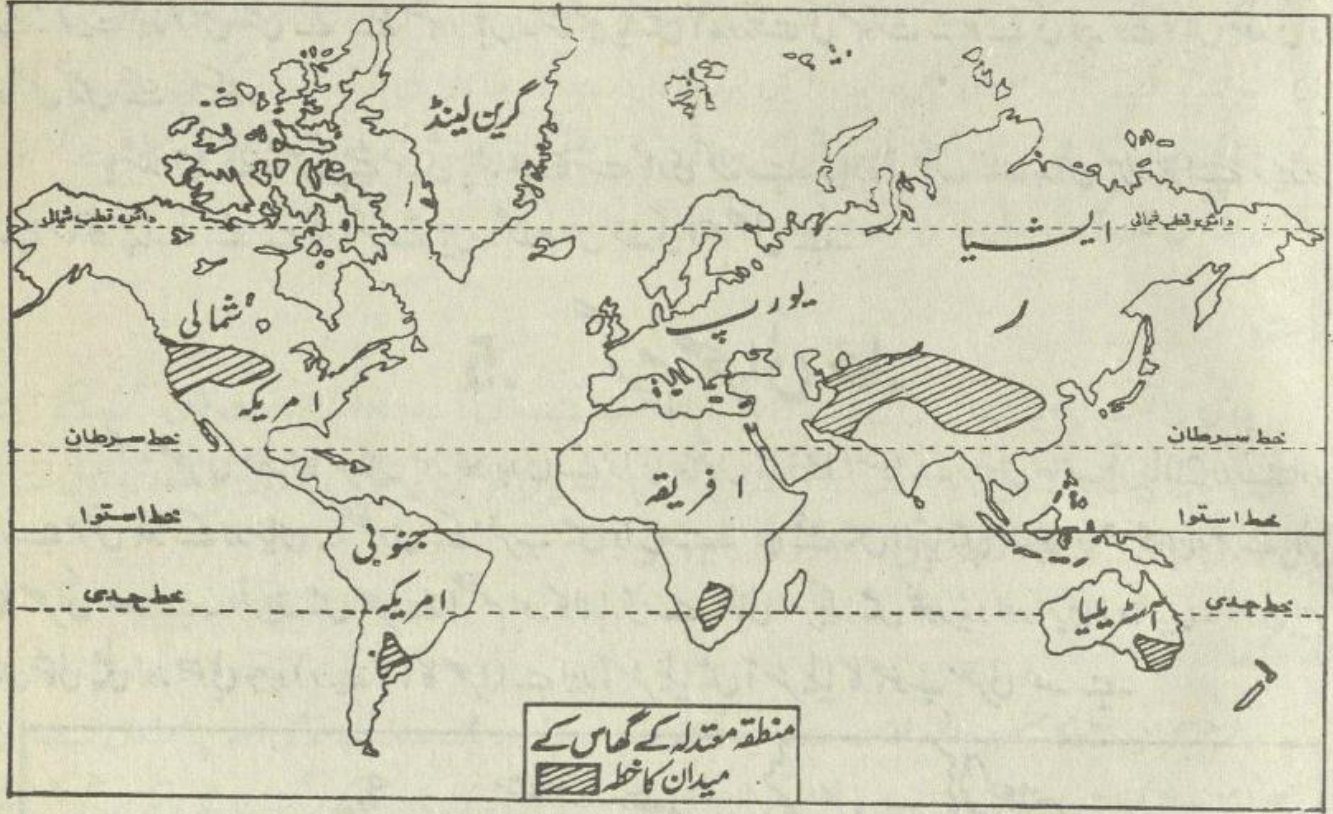 گرین لینڈ
دائرہ قطب شمالی
دائرہ قطب شمالی
ایشیا
یورپ
شمالی
امریکہ
خط سرطان
خط سرطان
افریقہ
خط استوا
خط استوا
جنوبی
امریکہ
خط جدی
خط جدی
آسٹریلیا
منطقہ معتدلہ کے گھاس کے
میدان کا خطہ